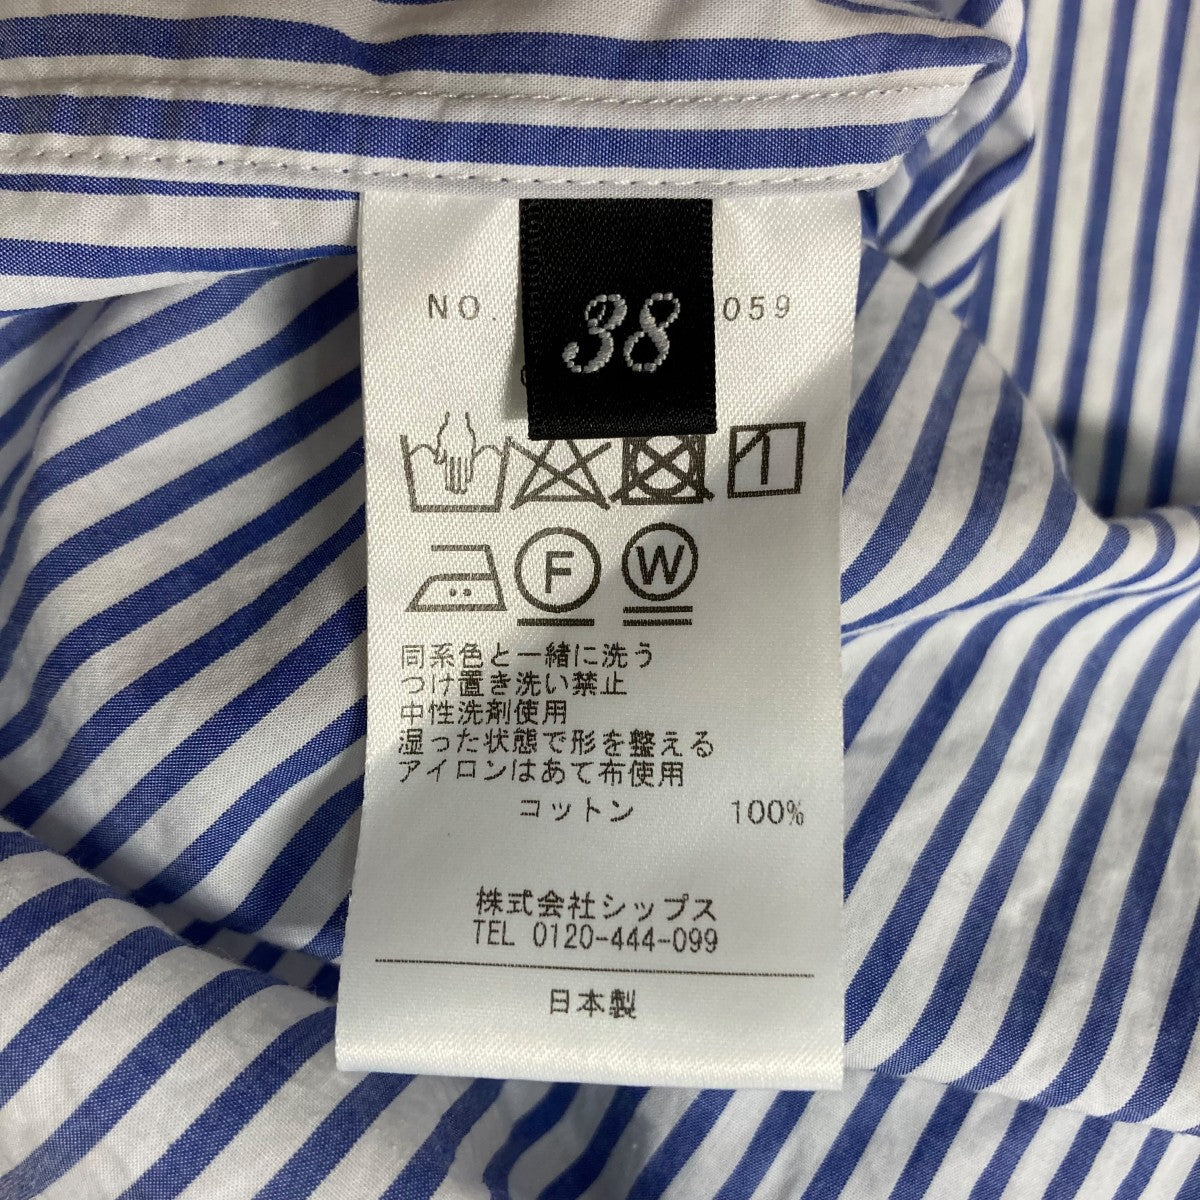 NO. 059
38
F W
同系色と一緒に洗う
つけ置き洗い禁止
中性洗剤使用
湿った状態で形を整える
アイロンはあて布使用
コットン 100%
株式会社シップス
TEL 0120-444-099
日本製